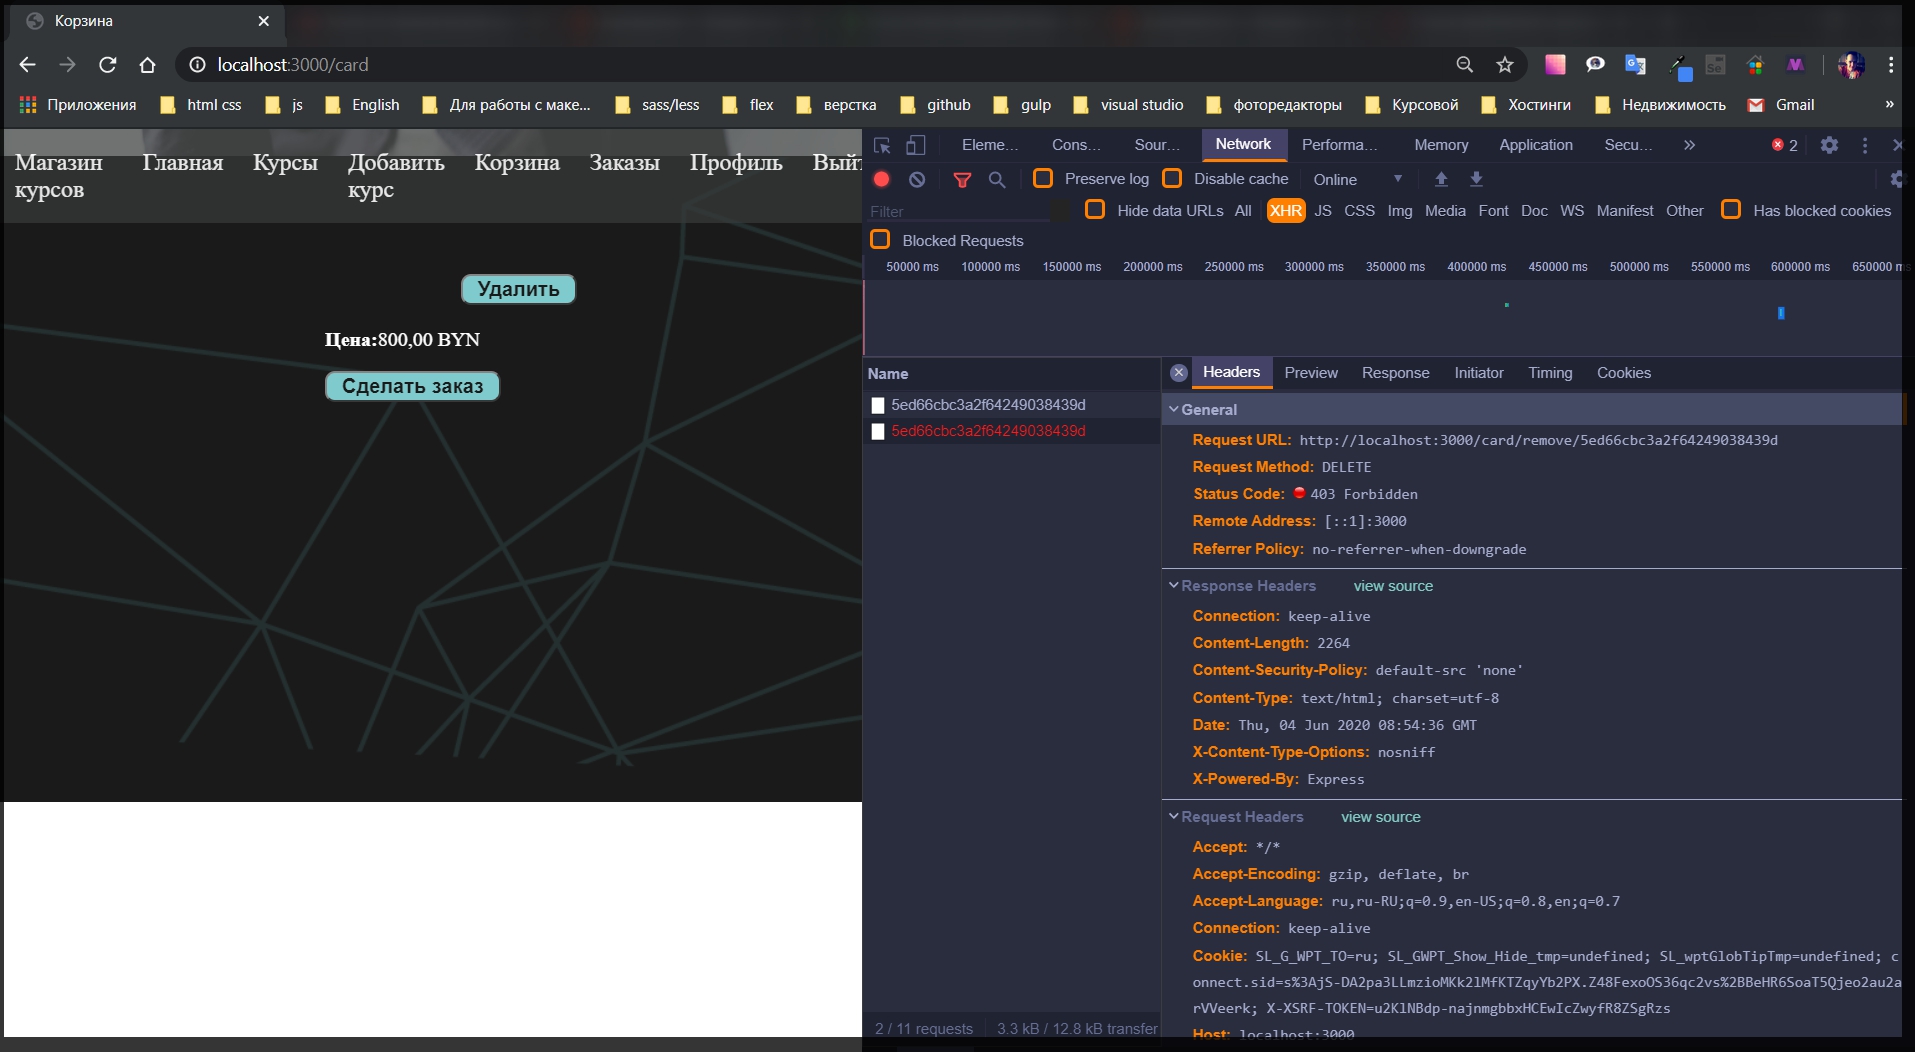 Корзина
localhost:3000/card
Приложения html css js English Для работы с маке... sass/less flex верстка github gulp visual studio фоторедакторы Курсовой Хостинги Недвижимость Gmail »
Магазин курсов Главная Курсы Добавить курс Корзина Заказы Профиль Выйт
Удалить
Цена:800,00 BYN
Сделать заказ
Eleme... Cons... Sour... Network Performa... Memory Application Secu... » 2
Preserve log Disable cache Online
Filter Hide data URLs All XHR JS CSS Img Media Font Doc WS Manifest Other Has blocked cookies
Blocked Requests
50000 ms 100000 ms 150000 ms 200000 ms 250000 ms 300000 ms 350000 ms 400000 ms 450000 ms 500000 ms 550000 ms 600000 ms 650000 ms
Name
5ed66cbc3a2f64249038439d
5ed66cbc3a2f64249038439d
2 / 11 requests 3.3 kB / 12.8 kB transfer
Headers Preview Response Initiator Timing Cookies
General
Request URL: http://localhost:3000/card/remove/5ed66cbc3a2f64249038439d
Request Method: DELETE
Status Code: 403 Forbidden
Remote Address: [::1]:3000
Referrer Policy: no-referrer-when-downgrade
Response Headers view source
Connection: keep-alive
Content-Length: 2264
Content-Security-Policy: default-src 'none'
Content-Type: text/html; charset=utf-8
Date: Thu, 04 Jun 2020 08:54:36 GMT
X-Content-Type-Options: nosniff
X-Powered-By: Express
Request Headers view source
Accept: */*
Accept-Encoding: gzip, deflate, br
Accept-Language: ru,ru-RU;q=0.9,en-US;q=0.8,en;q=0.7
Connection: keep-alive
Cookie: SL_G_WPT_TO=ru; SL_GWPT_Show_Hide_tmp=undefined; SL_wptGlobTipTmp=undefined; c
onnect.sid=s%3AjS-DA2pa3LLmzioMKk2lMfKTZqyYb2PX.Z48FexoOS36qc2vs%2BBeHR6SoaT5Qjeo2au2a
rVVeerk; X-XSRF-TOKEN=u2KlNBdp-najnmgbbxHCEwIcZwyfR8ZSgRzs
Host: localhost:3000